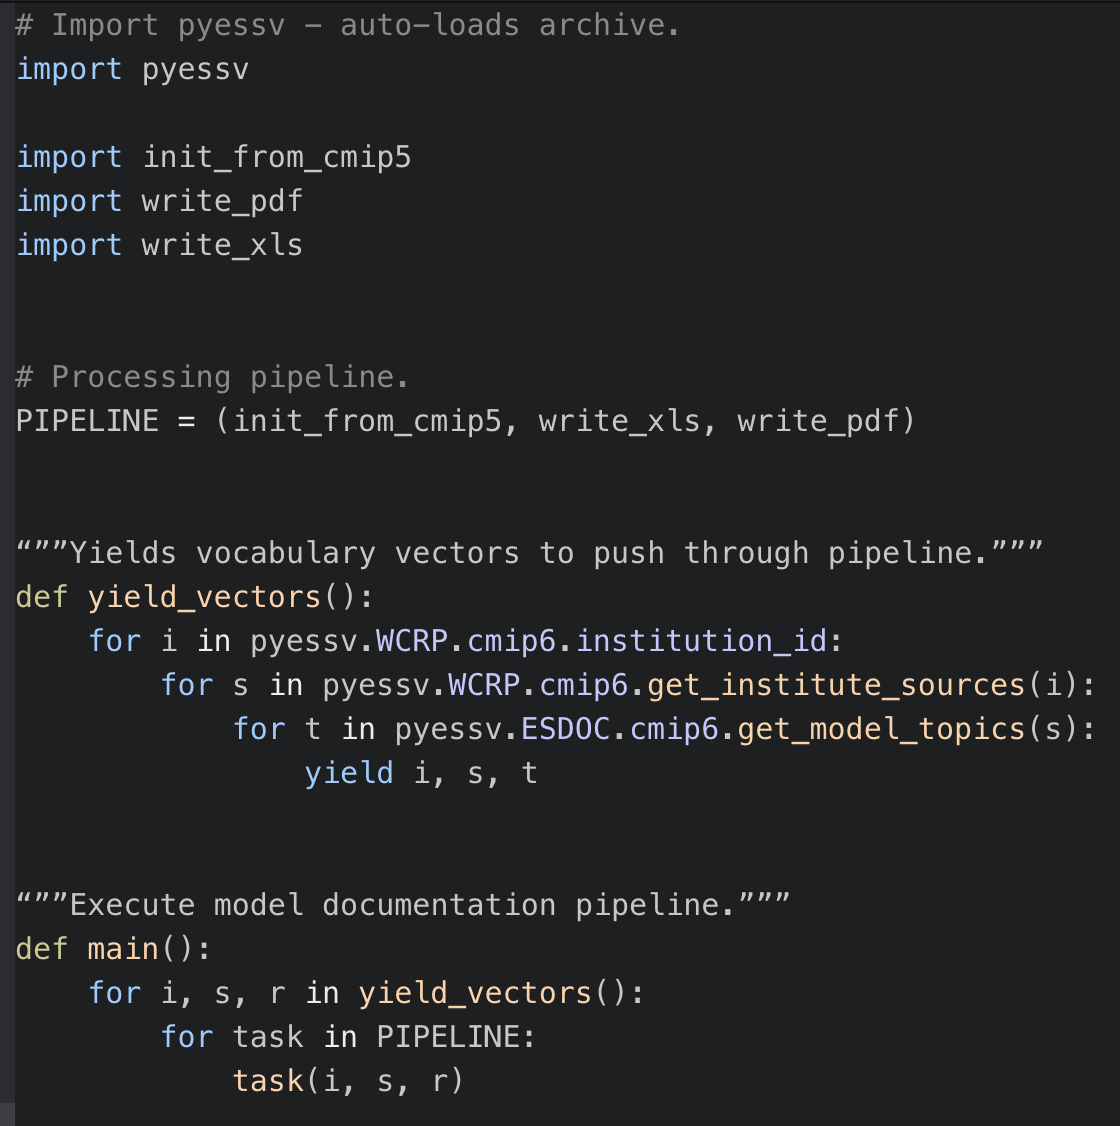 # Import pyessv – auto-loads archive.
import pyessv
import init_from_cmip5
import write_pdf
import write_xls
# Processing pipeline.
PIPELINE = (init_from_cmip5, write_xls, write_pdf)
“””Yields vocabulary vectors to push through pipeline.”””
def yield_vectors():
    for i in pyessv.WCRP.cmip6.institution_id:
        for s in pyessv.WCRP.cmip6.get_institute_sources(i):
            for t in pyessv.ESDOC.cmip6.get_model_topics(s):
                yield i, s, t
“””Execute model documentation pipeline.”””
def main():
    for i, s, r in yield_vectors():
        for task in PIPELINE:
            task(i, s, r)